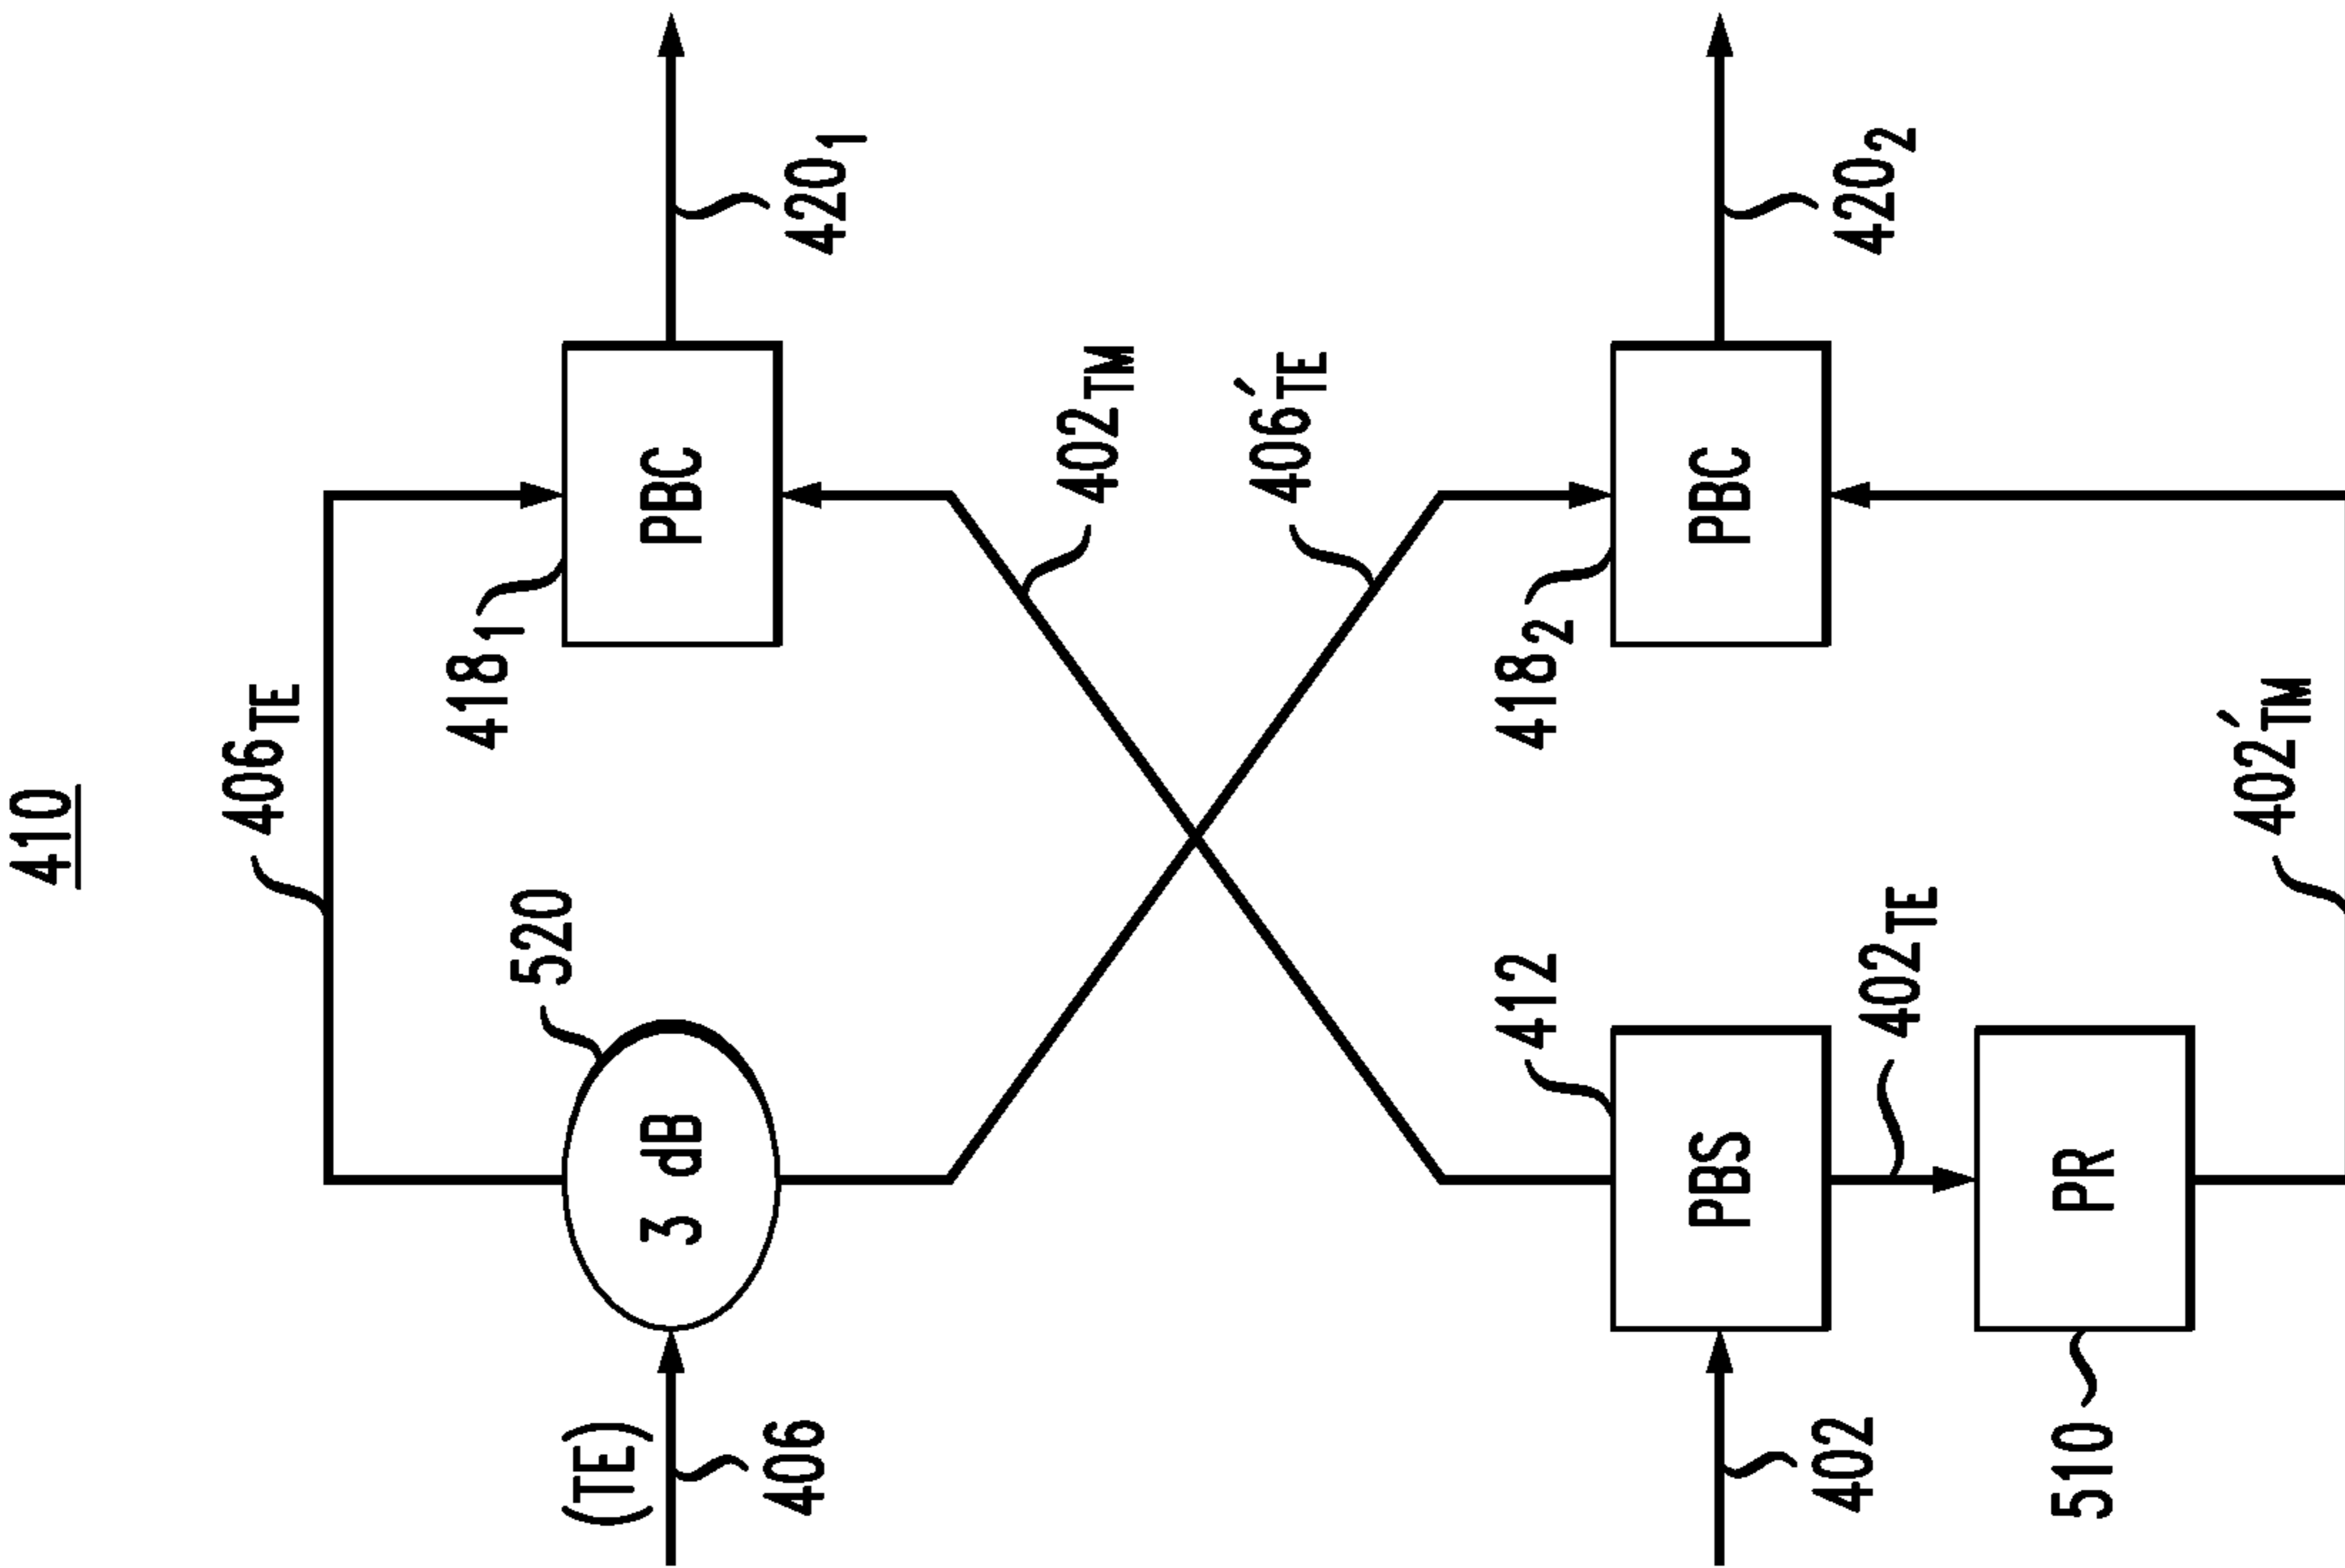 410
406TE
520
3 dB
(TE)
406
418₁
PBC
420₁
402TM
406′TE
412
PBS
402
402TE
PR
510
418₂
PBC
420₂
402′TM